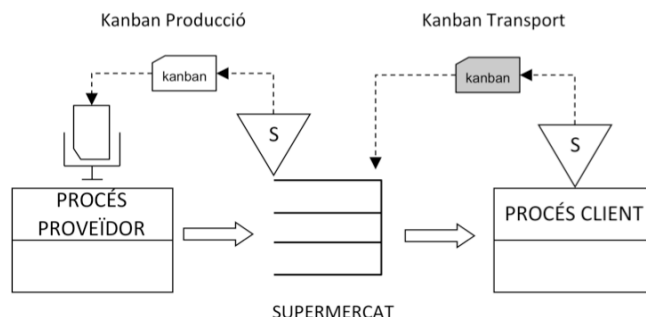 Kanban Producció
Kanban Transport
kanban
kanban
S
S
PROCÉS
PROVEÏDOR
PROCÉS CLIENT
SUPERMERCAT